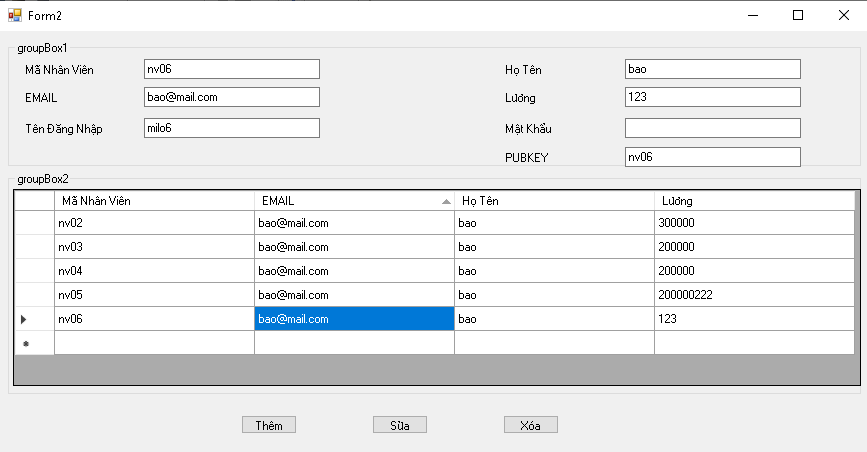 Form2
groupBox1
Mã Nhân Viên nv06 Họ Tên bao
EMAIL bao@mail.com Lương 123
Tên Đăng Nhập milo6 Mật Khẩu
PUBKEY nv06
groupBox2
Mã Nhân Viên EMAIL Họ Tên Lương
nv02 bao@mail.com bao 300000
nv03 bao@mail.com bao 200000
nv04 bao@mail.com bao 200000
nv05 bao@mail.com bao 200000222
nv06 bao@mail.com bao 123
Thêm Sửa Xóa